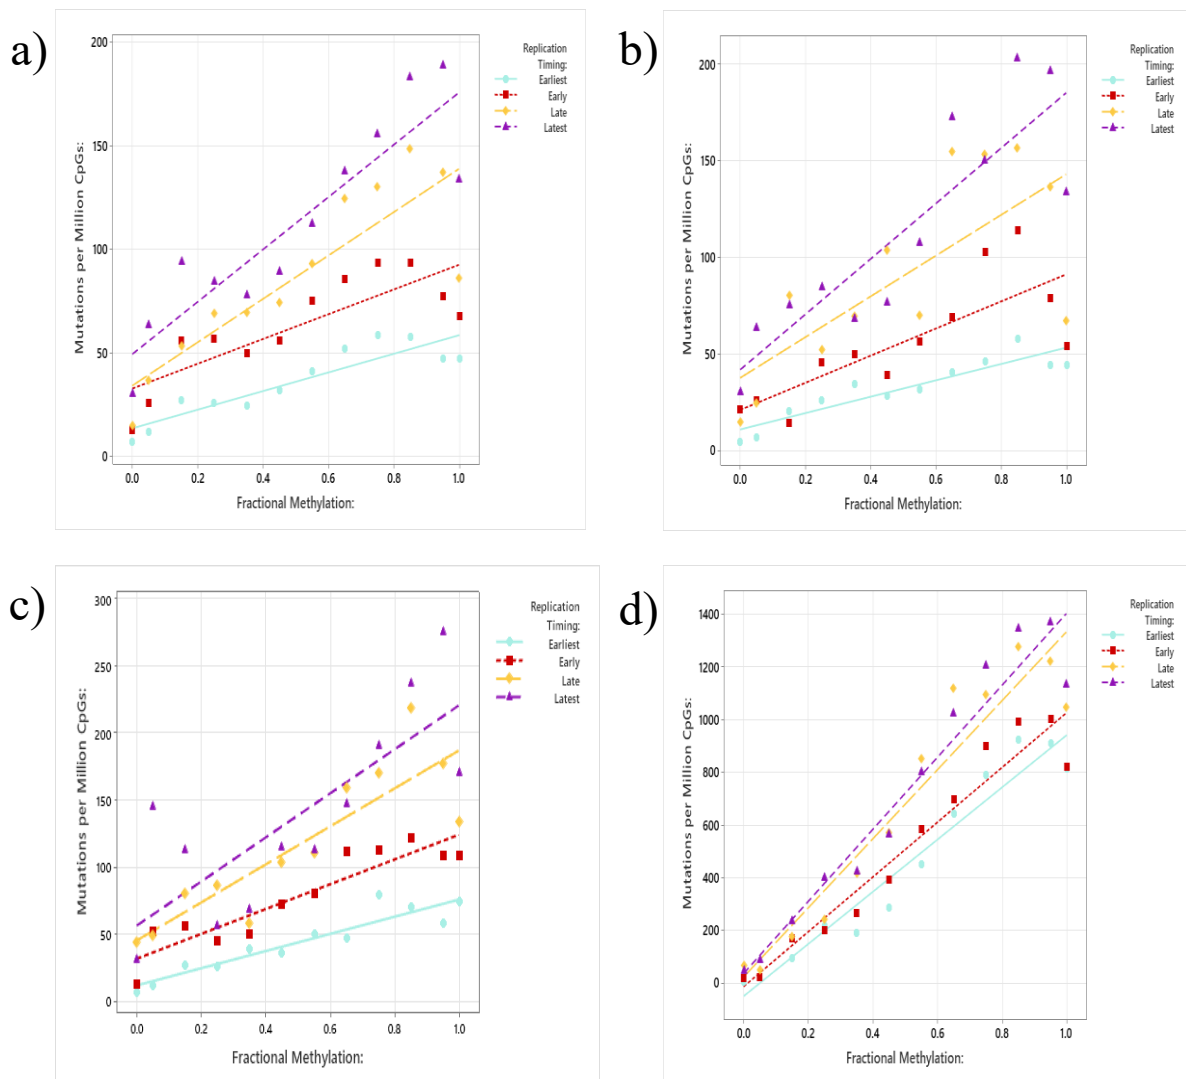 a)
200
150
100
50
0
0.0 0.2 0.4 0.6 0.8 1.0
Mutations per Million CpGs:
Fractional Methylation:
Replication
Timing:
Earliest
Early
Late
Latest
b)
200
150
100
50
0
0.0 0.2 0.4 0.6 0.8 1.0
Mutations per Million CpGs:
Fractional Methylation:
Replication
Timing:
Earliest
Early
Late
Latest
c)
300
250
200
150
100
50
0
0.0 0.2 0.4 0.6 0.8 1.0
Mutations per Million CpGs:
Fractional Methylation:
Replication
Timing:
Earliest
Early
Late
Latest
d)
1400
1200
1000
800
600
400
200
0
0.0 0.2 0.4 0.6 0.8 1.0
Mutations per Million CpGs:
Fractional Methylation:
Replication
Timing:
Earliest
Early
Late
Latest